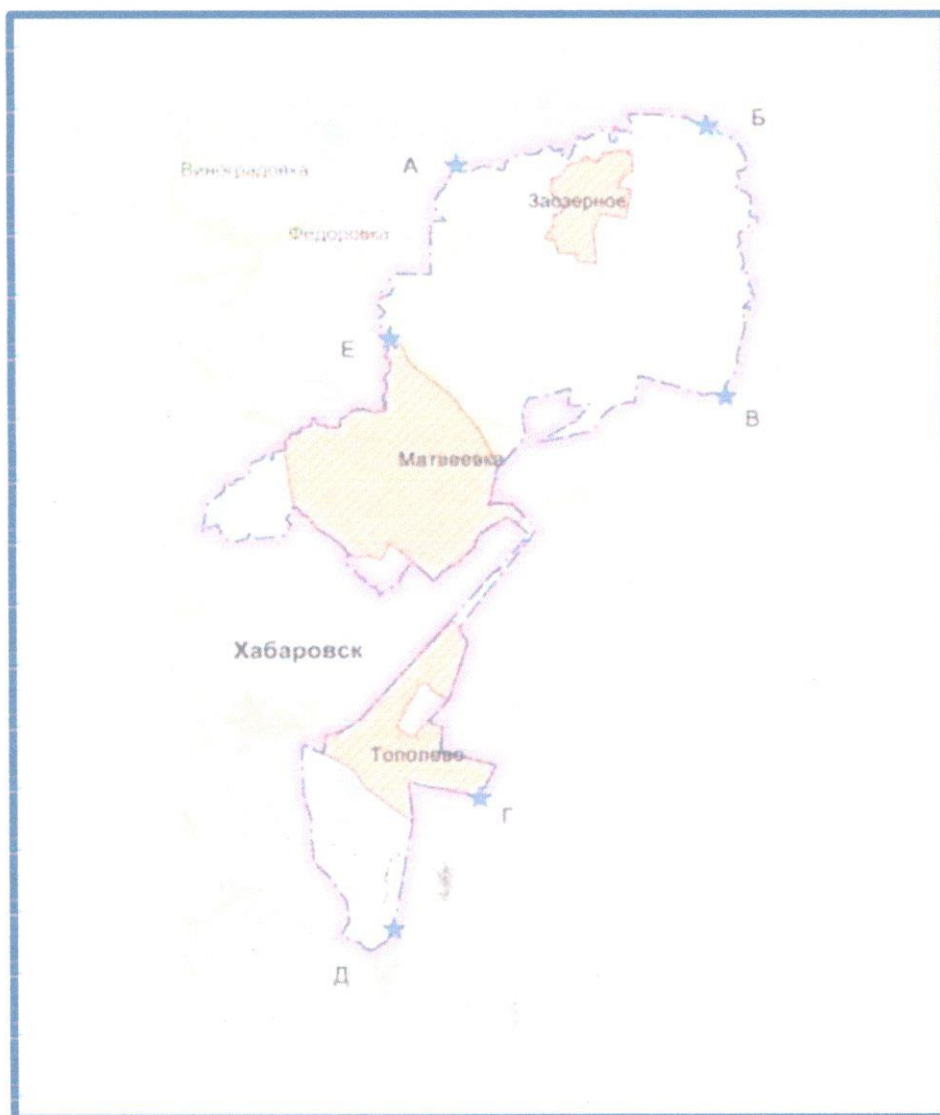 Б
А
Виноградовка
Заозерное
Федоровка
Е
В
Матвеевка
Хабаровск
Тополево
Г
Д